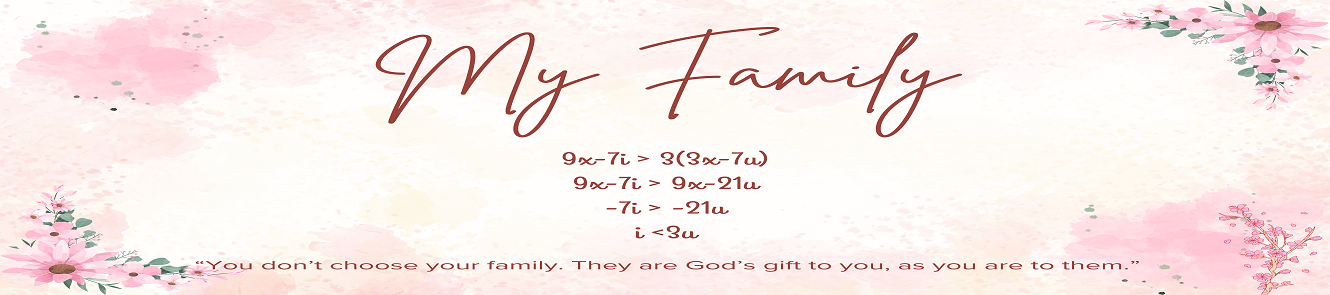 My Family
9x-7i > 3(3x-7u)
9x-7i > 9x-21u
-7i > -21u
i <3u
“You don’t choose your family. They are God’s gift to you, as you are to them.”